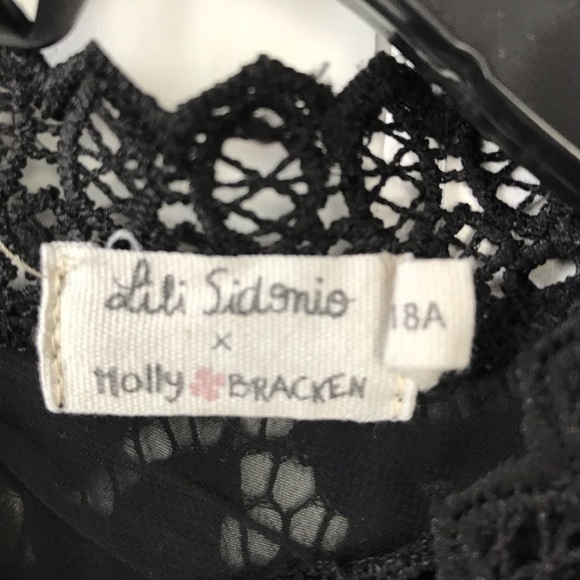 Lili Sidonio
x
Molly BRACKEN
18A